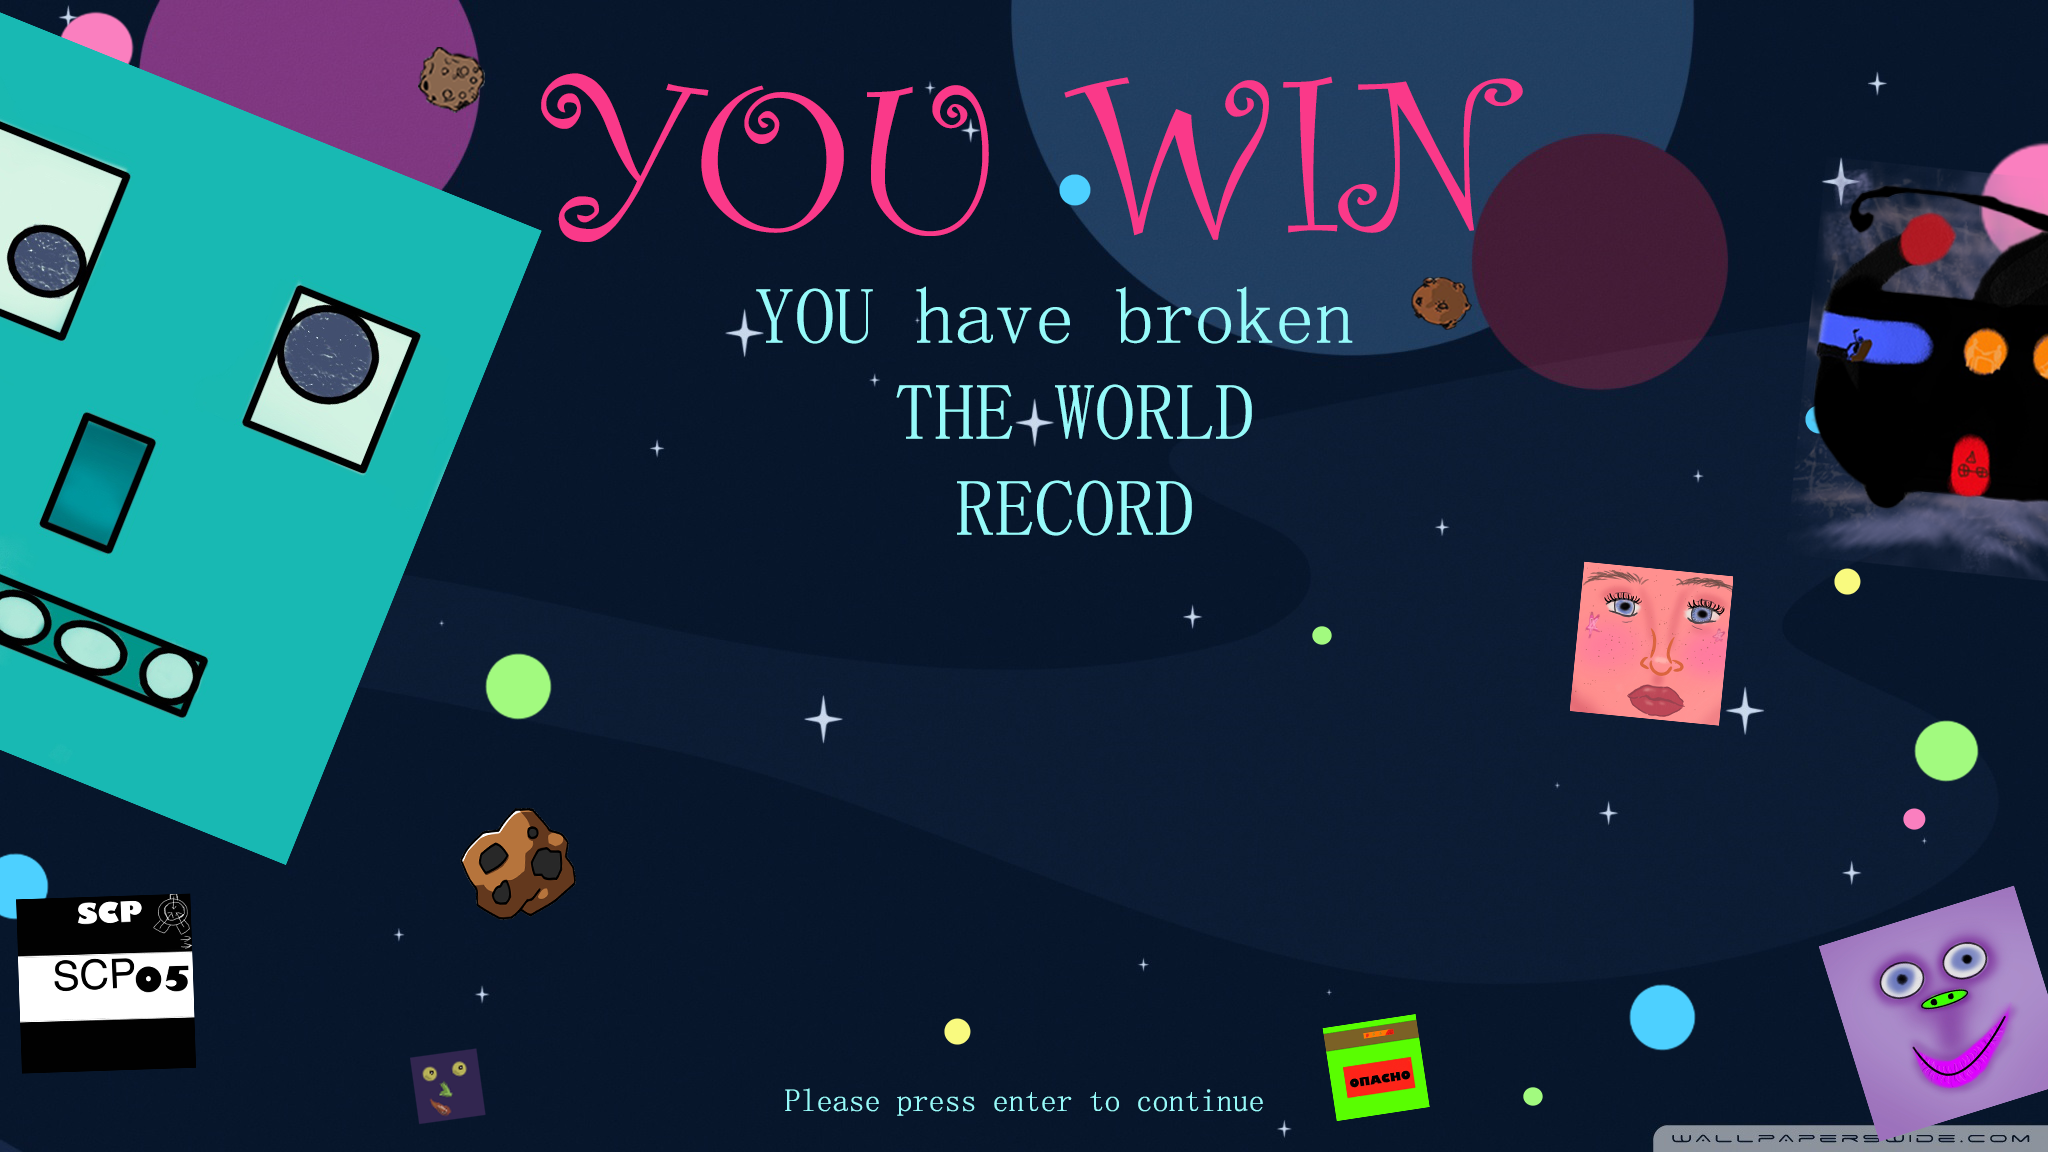 YOU WIN
YOU have broken
THE WORLD
RECORD
SCP
SCP05
ОПАСНО
Please press enter to continue
WALLPAPERSWIDE.COM